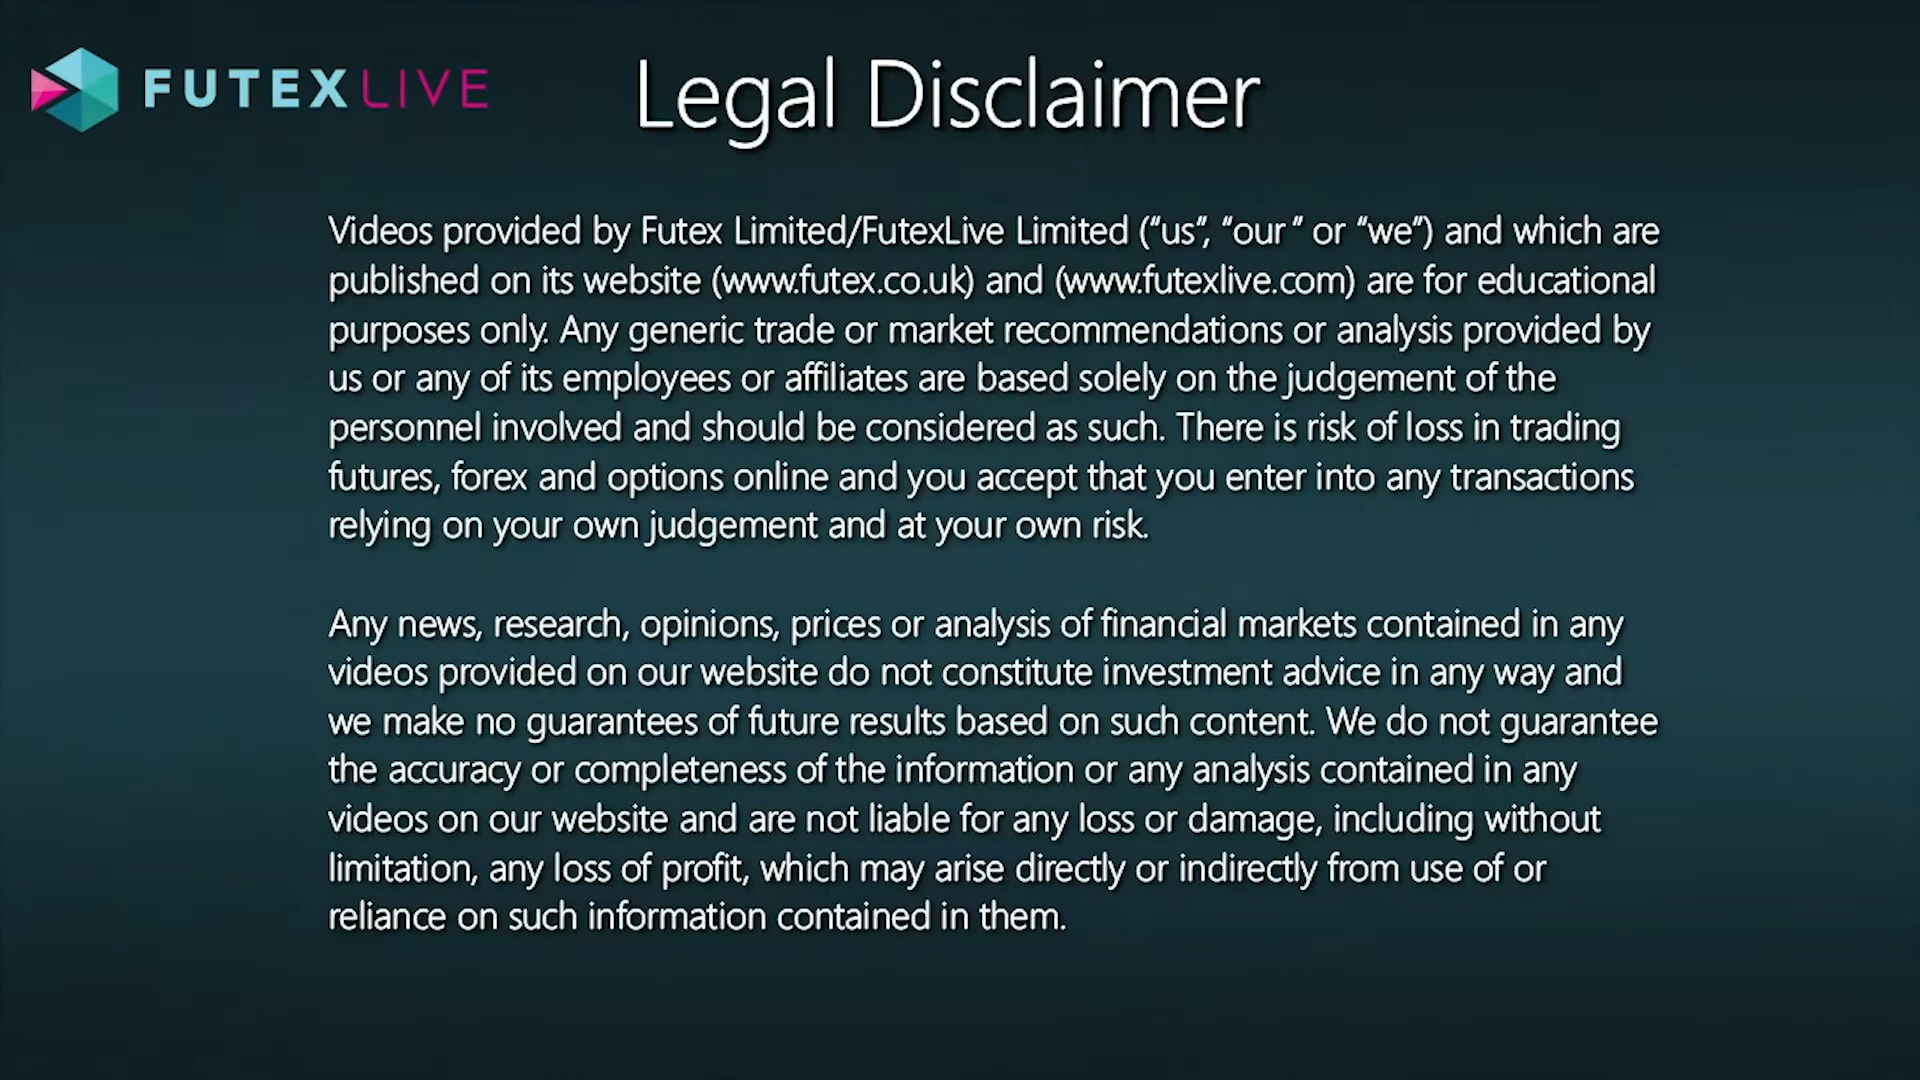 FUTEXLIVE
Legal Disclaimer
Videos provided by Futex Limited/FutexLive Limited (“us”, “our ” or “we”) and which are
published on its website (www.futex.co.uk) and (www.futexlive.com) are for educational
purposes only. Any generic trade or market recommendations or analysis provided by
us or any of its employees or affiliates are based solely on the judgement of the
personnel involved and should be considered as such. There is risk of loss in trading
futures, forex and options online and you accept that you enter into any transactions
relying on your own judgement and at your own risk.
Any news, research, opinions, prices or analysis of financial markets contained in any
videos provided on our website do not constitute investment advice in any way and
we make no guarantees of future results based on such content. We do not guarantee
the accuracy or completeness of the information or any analysis contained in any
videos on our website and are not liable for any loss or damage, including without
limitation, any loss of profit, which may arise directly or indirectly from use of or
reliance on such information contained in them.